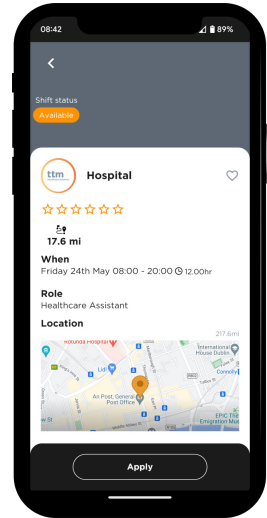 08:42
89%
Shift status
Available
ttm
Hospital
17.6 mi
When
Friday 24th May 08:00 - 20:00 12.00hr
Role
Healthcare Assistant
Location
217.6mi
Rotunda Hospital
International
House Dublin
Lidl
Connolly
An Post, General
Post Office
EPIC The
Emigration Mus
Apply